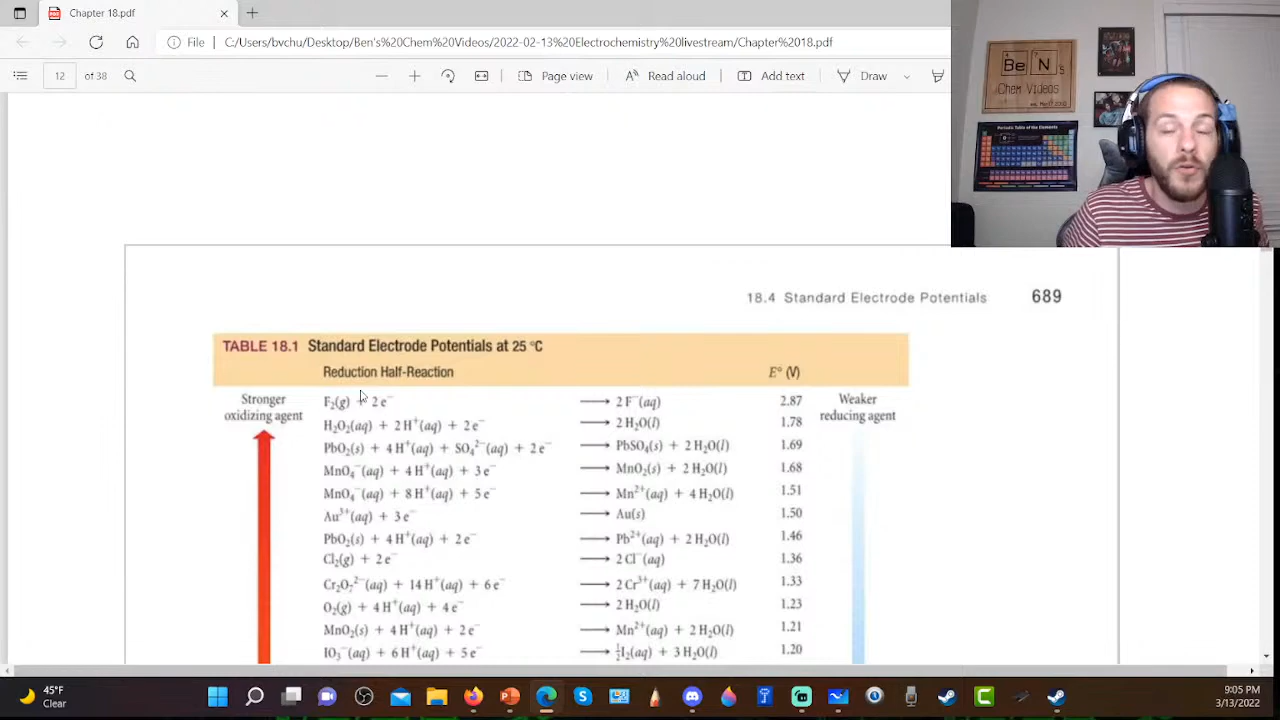 Chapter 18.pdf
File C:/Users/bvchu/Desktop/Ben's%20Chem%20Videos/2022-02-13%20Electrochemistry%20livestream/Chapter%2018.pdf
12 of 38
Page view
Read aloud
Add text
Draw
Be N 's
Chem Videos
Periodic Table of the Elements
18.4 Standard Electrode Potentials 689
TABLE 18.1 Standard Electrode Potentials at 25 °C
Reduction Half-Reaction E° (V)
Stronger oxidizing agent
Weaker reducing agent
F₂(g) + 2 e⁻ ⟶ 2 F⁻(aq) 2.87
H₂O₂(aq) + 2 H⁺(aq) + 2 e⁻ ⟶ 2 H₂O(l) 1.78
PbO₂(s) + 4 H⁺(aq) + SO₄²⁻(aq) + 2 e⁻ ⟶ PbSO₄(s) + 2 H₂O(l) 1.69
MnO₄⁻(aq) + 4 H⁺(aq) + 3 e⁻ ⟶ MnO₂(s) + 2 H₂O(l) 1.68
MnO₄⁻(aq) + 8 H⁺(aq) + 5 e⁻ ⟶ Mn²⁺(aq) + 4 H₂O(l) 1.51
Au³⁺(aq) + 3 e⁻ ⟶ Au(s) 1.50
PbO₂(s) + 4 H⁺(aq) + 2 e⁻ ⟶ Pb²⁺(aq) + 2 H₂O(l) 1.46
Cl₂(g) + 2 e⁻ ⟶ 2 Cl⁻(aq) 1.36
Cr₂O₇²⁻(aq) + 14 H⁺(aq) + 6 e⁻ ⟶ 2 Cr³⁺(aq) + 7 H₂O(l) 1.33
O₂(g) + 4 H⁺(aq) + 4 e⁻ ⟶ 2 H₂O(l) 1.23
MnO₂(s) + 4 H⁺(aq) + 2 e⁻ ⟶ Mn²⁺(aq) + 2 H₂O(l) 1.21
IO₃⁻(aq) + 6 H⁺(aq) + 5 e⁻ ⟶ ½I₂(aq) + 3 H₂O(l) 1.20
45°F
Clear
9:05 PM
3/13/2022